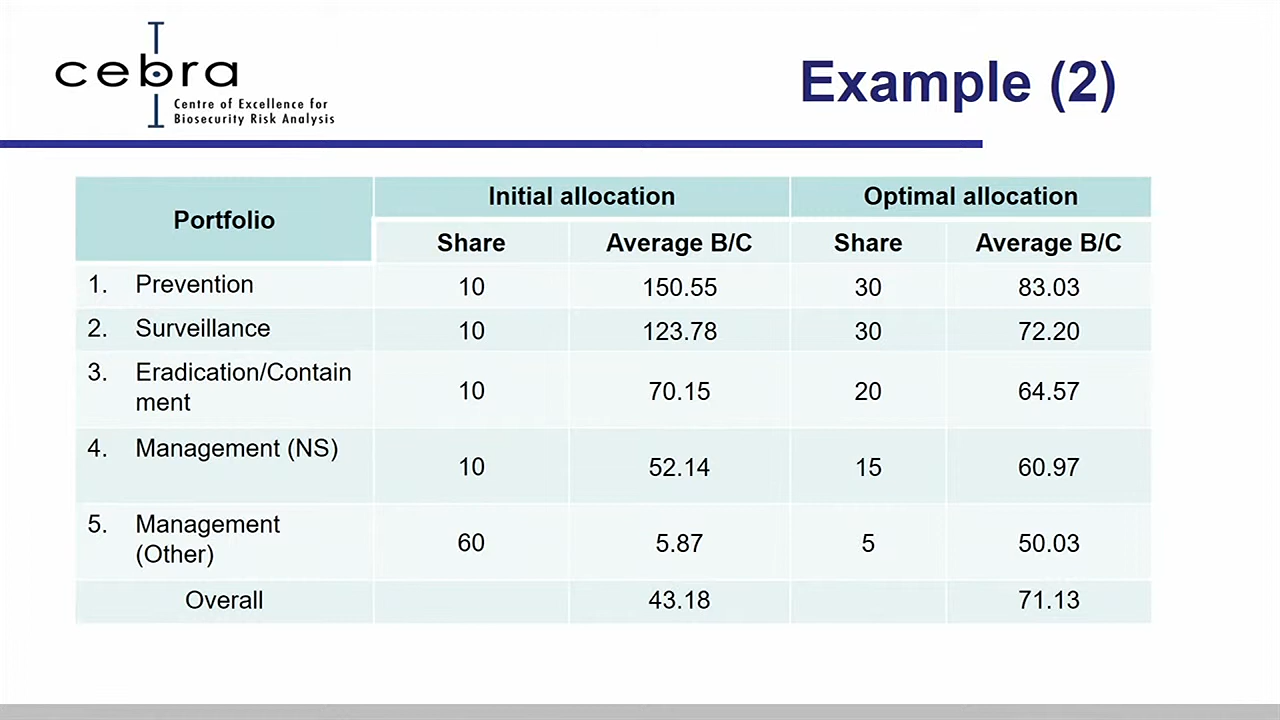 cebra
Centre of Excellence for
Biosecurity Risk Analysis
Example (2)
Portfolio
Initial allocation
Optimal allocation
Share
Average B/C
Share
Average B/C
1. Prevention
10
150.55
30
83.03
2. Surveillance
10
123.78
30
72.20
3. Eradication/Contain
ment
10
70.15
20
64.57
4. Management (NS)
10
52.14
15
60.97
5. Management
(Other)
60
5.87
5
50.03
Overall
43.18
71.13